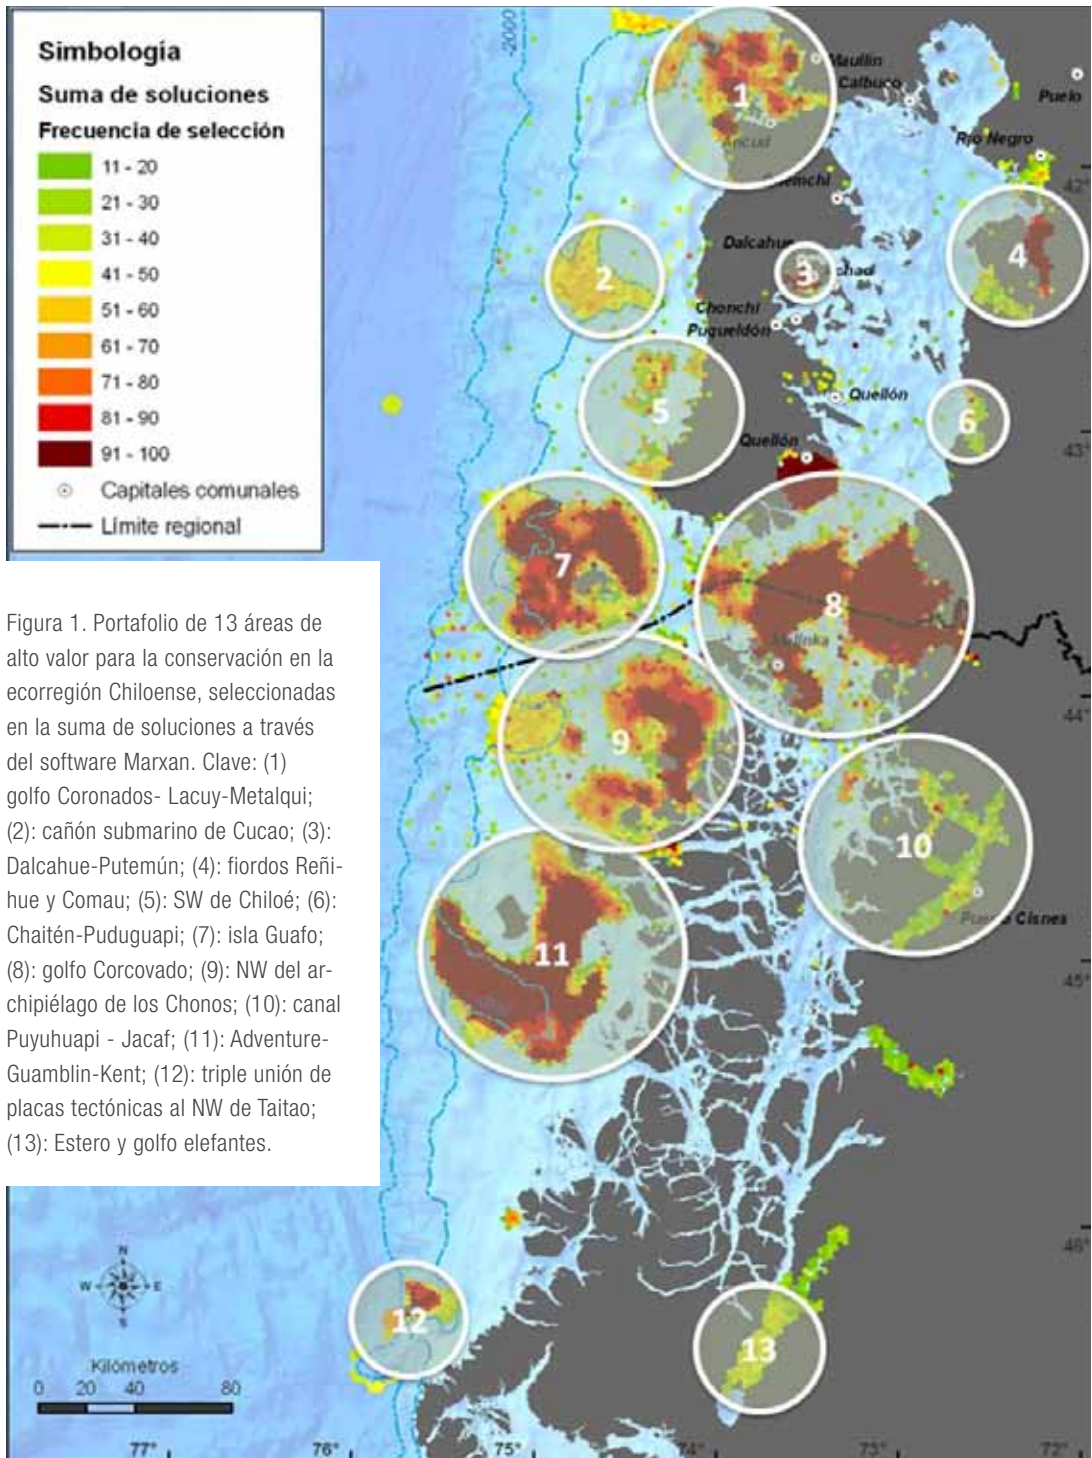 Simbología
Suma de soluciones
Frecuencia de selección
11 - 20
21 - 30
31 - 40
41 - 50
51 - 60
61 - 70
71 - 80
81 - 90
91 - 100
Capitales comunales
Límite regional
Figura 1. Portafolio de 13 áreas de
alto valor para la conservación en la
ecorregión Chiloense, seleccionadas
en la suma de soluciones a través
del software Marxan. Clave: (1)
golfo Coronados- Lacuy-Metalqui;
(2): cañón submarino de Cucao; (3):
Dalcahue-Putemún; (4): fiordos Reñi-
hue y Comau; (5): SW de Chiloé; (6):
Chaitén-Puduguapi; (7): isla Guafo;
(8): golfo Corcovado; (9): NW del ar-
chipiélago de los Chonos; (10): canal
Puyuhuapi - Jacaf; (11): Adventure-
Guamblin-Kent; (12): triple unión de
placas tectónicas al NW de Taitao;
(13): Estero y golfo elefantes.
-2000
Maullín
Calbuco
Puelo
Río Negro
Ancud
Dalcahue
Chonchi
Puqueldón
Quellón
Quellón
Melinka
Cisnes
1
2
3
4
5
6
7
8
9
10
11
12
13
42°
43°
44°
45°
46°
N
W
E
S
Kilómetros
0 20 40 80
77° 76° 75° 74° 73° 72°